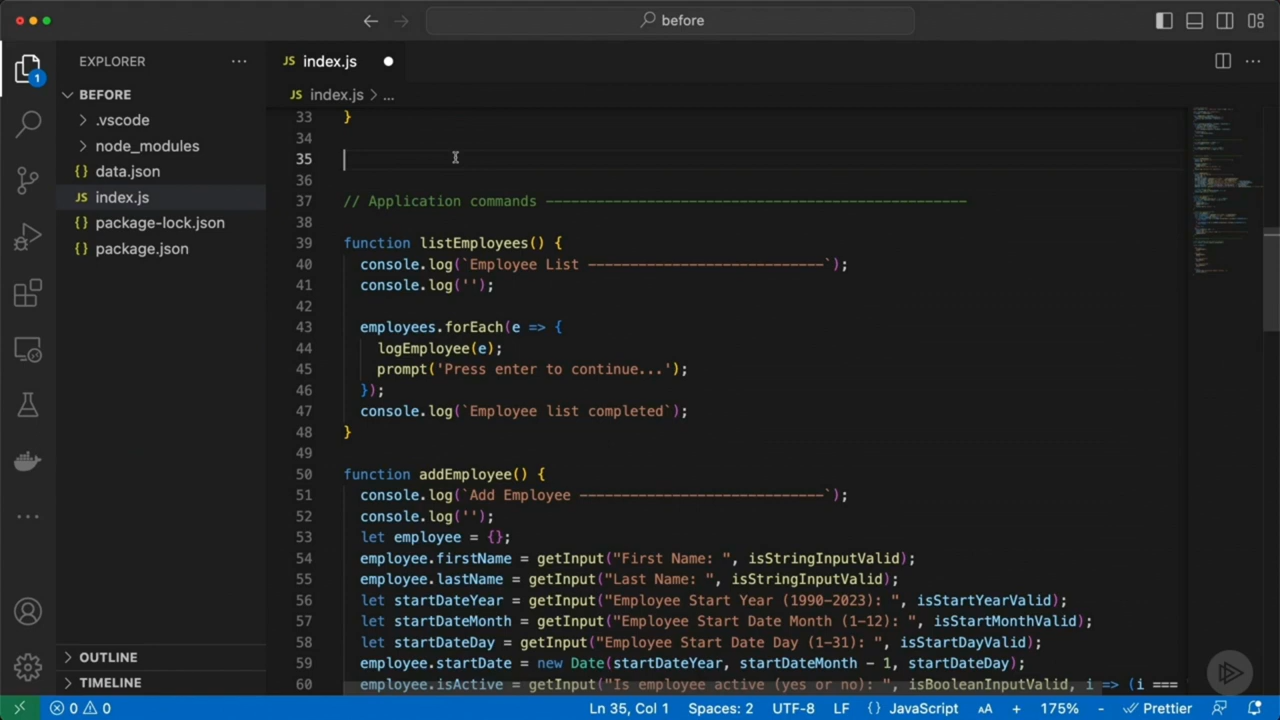 before
EXPLORER ...
JS index.js
1
BEFORE
JS index.js > ...
.vscode
node_modules
{} data.json
JS index.js
{} package-lock.json
{} package.json
33 }
34
35
36
37 // Application commands --------------------------------------------------
38
39 function listEmployees() {
40 console.log(`Employee List ----------------------------`);
41 console.log('');
42
43 employees.forEach(e => {
44 logEmployee(e);
45 prompt('Press enter to continue...');
46 });
47 console.log(`Employee list completed`);
48 }
49
50 function addEmployee() {
51 console.log(`Add Employee -----------------------------`);
52 console.log('');
53 let employee = {};
54 employee.firstName = getInput("First Name: ", isStringInputValid);
55 employee.lastName = getInput("Last Name: ", isStringInputValid);
56 let startDateYear = getInput("Employee Start Year (1990-2023): ", isStartYearValid);
57 let startDateMonth = getInput("Employee Start Date Month (1-12): ", isStartMonthValid);
58 let startDateDay = getInput("Employee Start Date Day (1-31): ", isStartDayValid);
59 employee.startDate = new Date(startDateYear, startDateMonth - 1, startDateDay);
60 employee.isActive = getInput("Is employee active (yes or no): ", isBooleanInputValid, i => (i ===
OUTLINE
TIMELINE
0 0 Ln 35, Col 1 Spaces: 2 UTF-8 LF {} JavaScript AA + 175% - Prettier